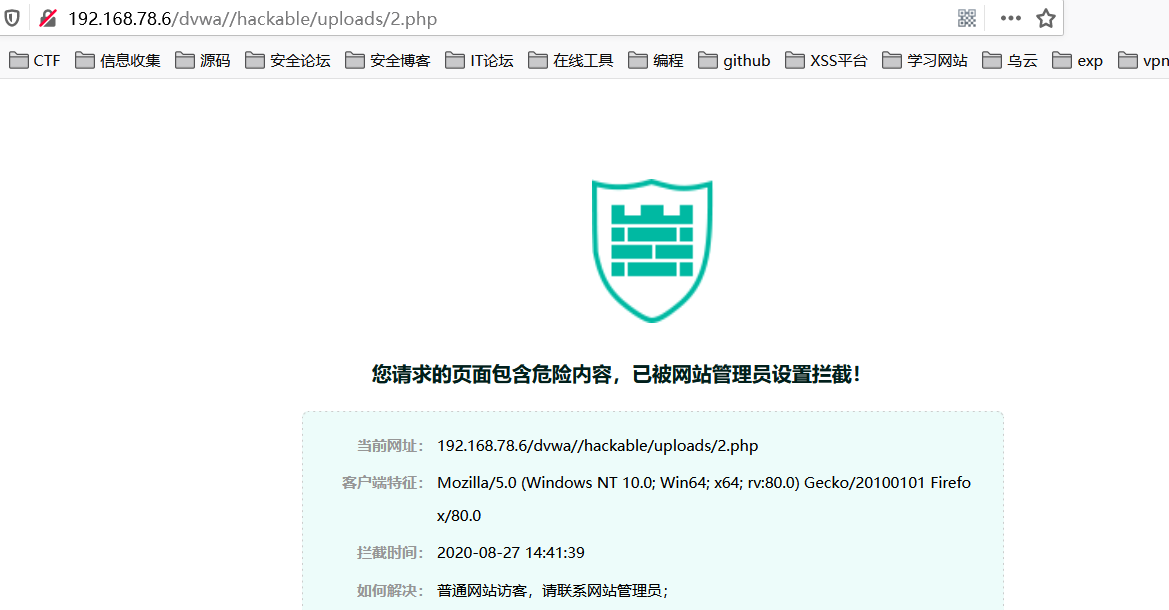 192.168.78.6/dvwa//hackable/uploads/2.php
CTF 信息收集 源码 安全论坛 安全博客 IT论坛 在线工具 编程 github XSS平台 学习网站 乌云 exp vpn
您请求的页面包含危险内容，已被网站管理员设置拦截！
当前网址： 192.168.78.6/dvwa//hackable/uploads/2.php
客户端特征： Mozilla/5.0 (Windows NT 10.0; Win64; x64; rv:80.0) Gecko/20100101 Firefo
x/80.0
拦截时间： 2020-08-27 14:41:39
如何解决： 普通网站访客，请联系网站管理员；